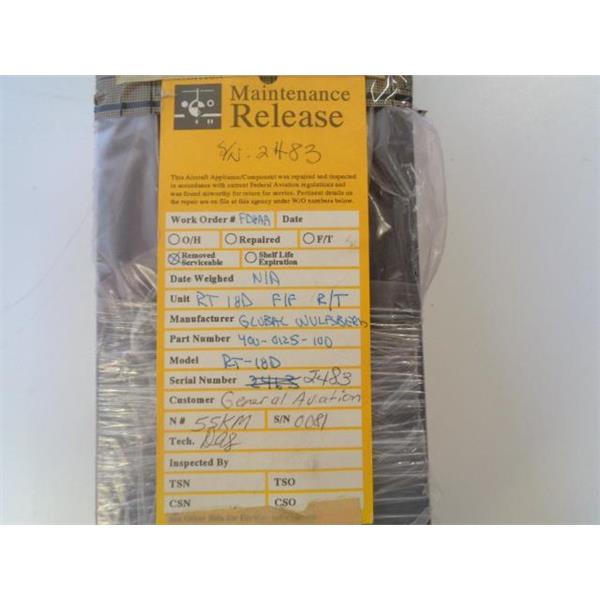 Maintenance
Release
S/N. 2483
This Aircraft Appliance/Component was repaired and inspected
in accordance with current Federal Aviation regulations and
was found airworthy for return for service. Pertinent details on
the repair are on file at this agency under W/O numbers below.
Work Order # Date
O/H Repaired F/T
Removed Serviceable Shelf Life Expiration
Date Weighed N/A
Unit RT 18D F/F R/T
Manufacturer GLOBAL WULFSBERG
Part Number 400-0125-100
Model RT-18D
Serial Number 2463 2483
Customer General Aviation
N# 55KM S/N 0081
Tech.
Inspected By
TSN TSO
CSN CSO